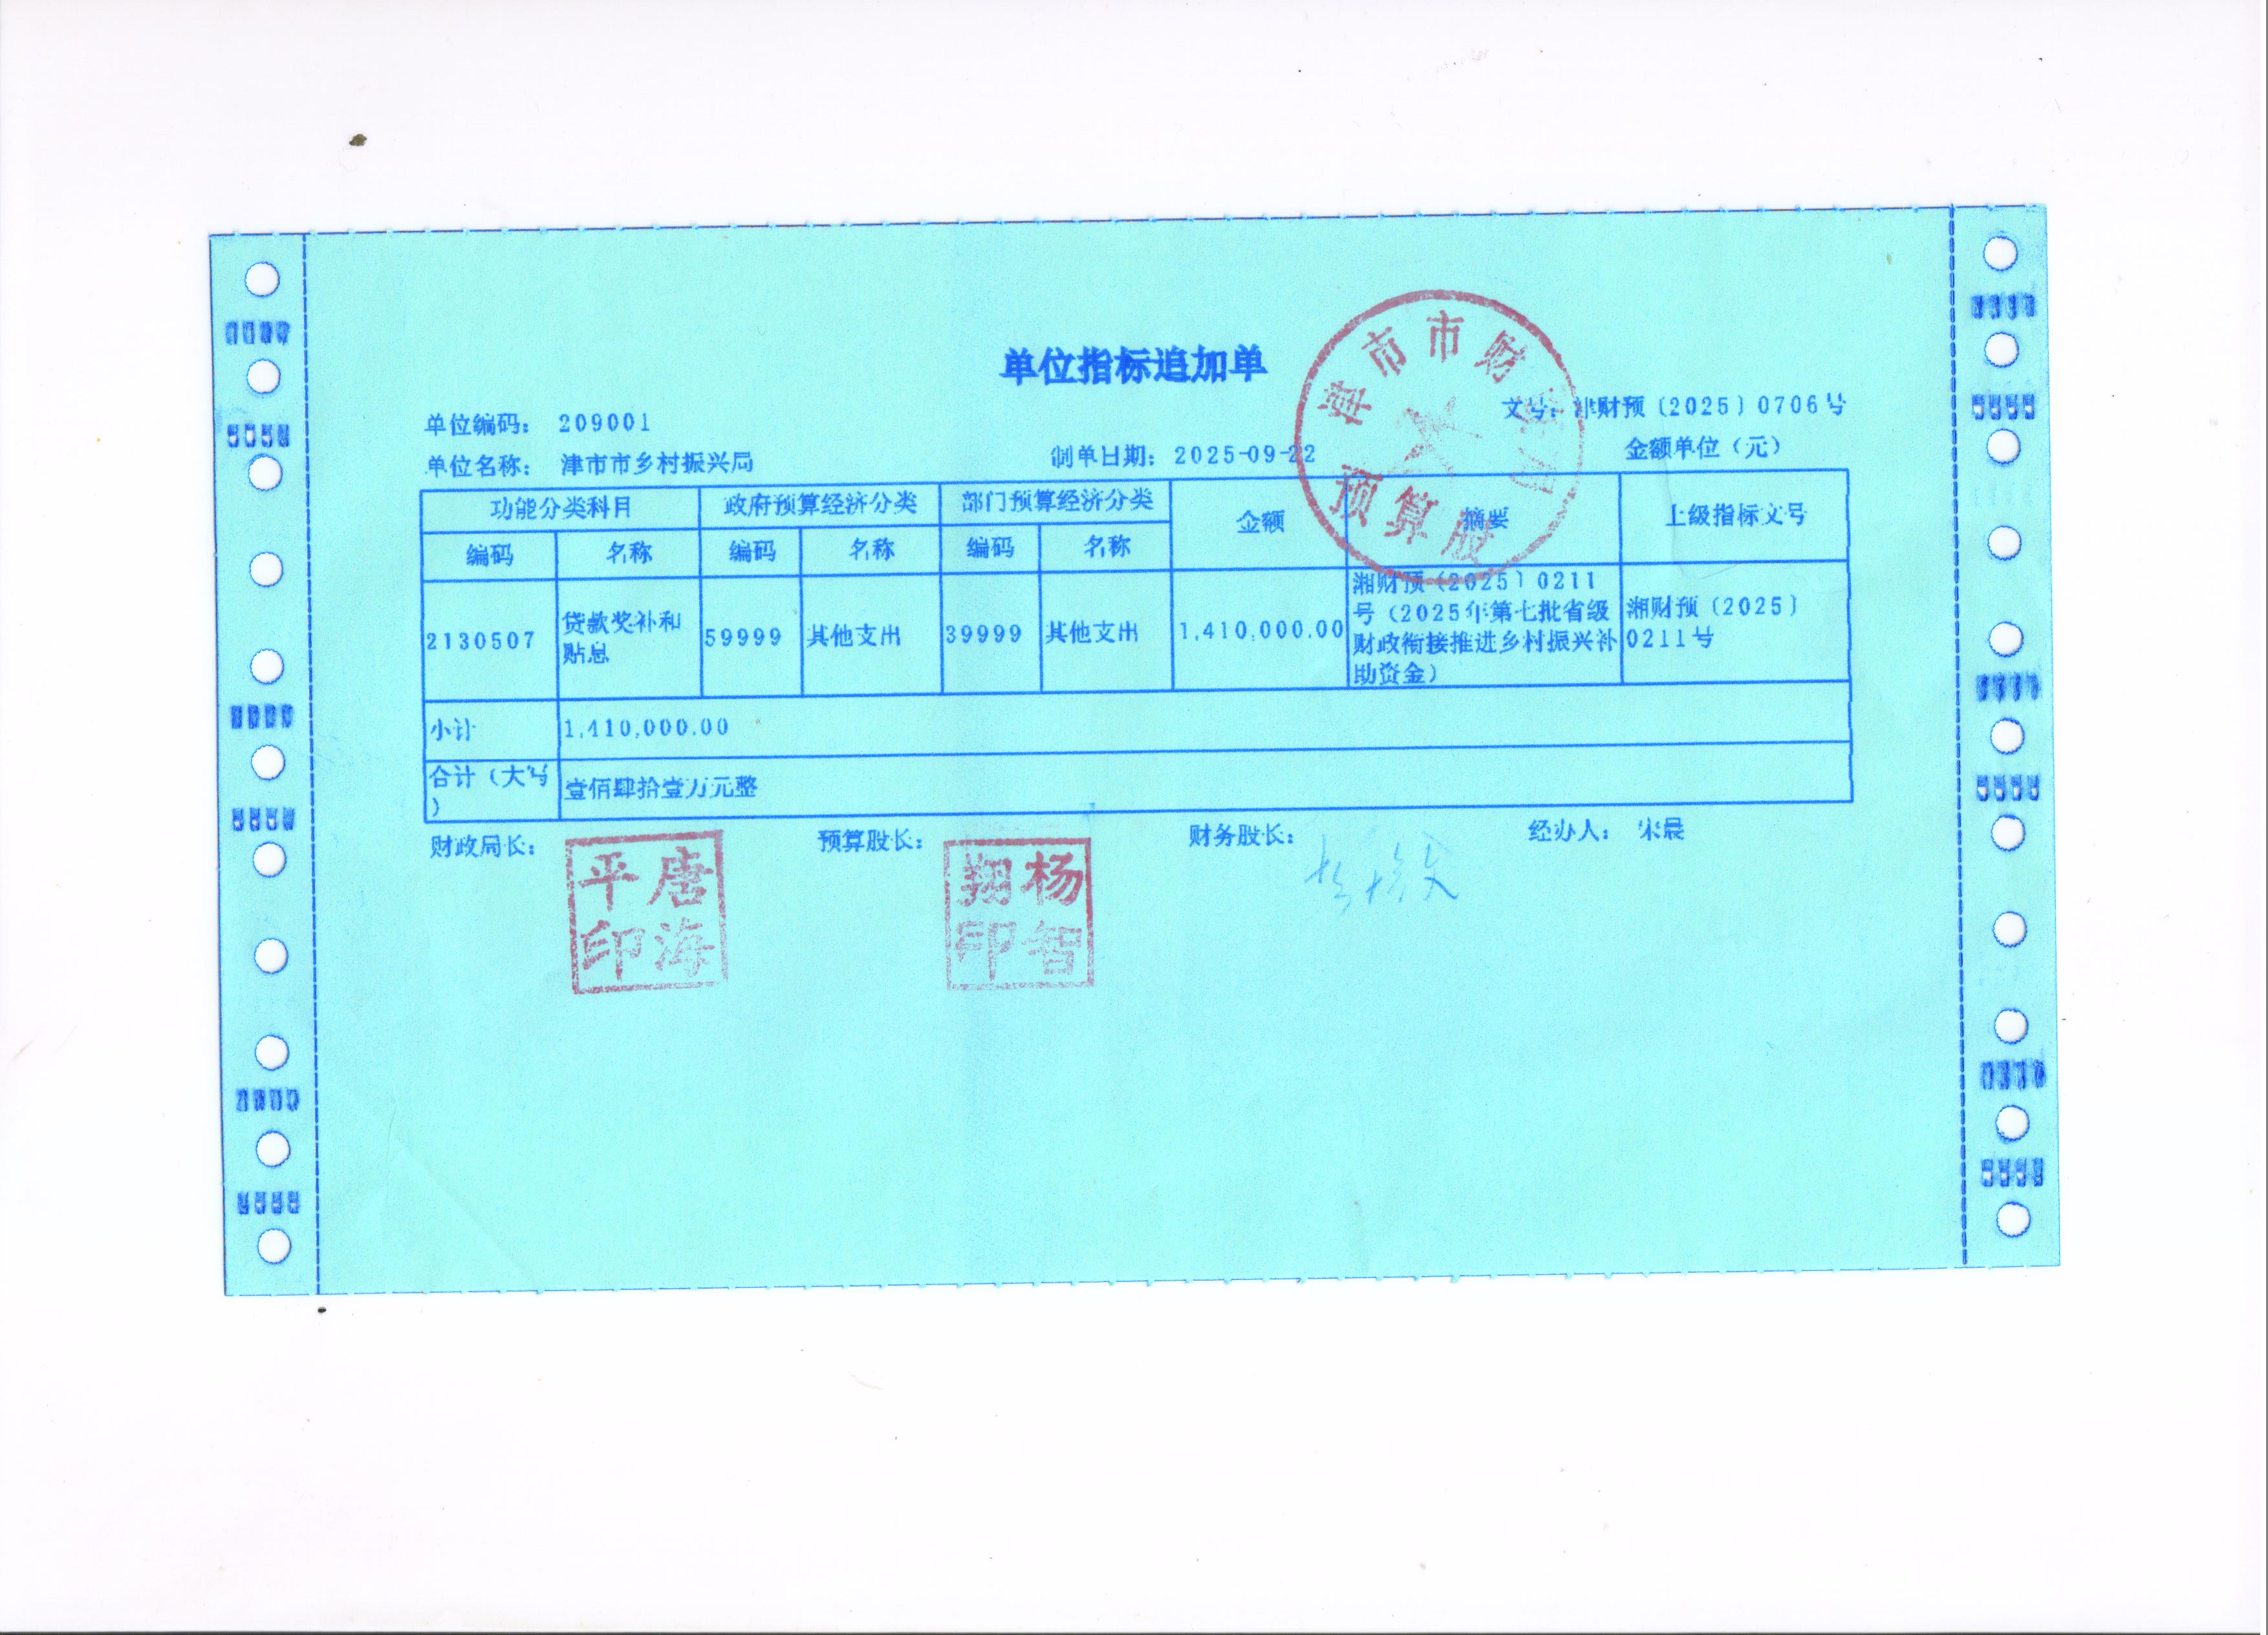 单位指标追加单
单位编码： 209001
文号： 津财预〔2025〕0706号
单位名称： 津市市乡村振兴局
制单日期： 2025-09-22
金额单位（元）
功能分类科目 政府预算经济分类 部门预算经济分类 金额 摘要 上级指标文号
编码 名称 编码 名称 编码 名称
2130507 贷款奖补和贴息 59999 其他支出 39999 其他支出 1,410,000.00 湘财预〔2025〕0211号（2025年第七批省级财政衔接推进乡村振兴补助资金） 湘财预〔2025〕0211号
小计 1,410,000.00
合计（大写） 壹佰肆拾壹万元整
财政局长： 预算股长： 财务股长： 经办人： 宋晨
津市市财政局
预算股
唐海平印
杨智翔印